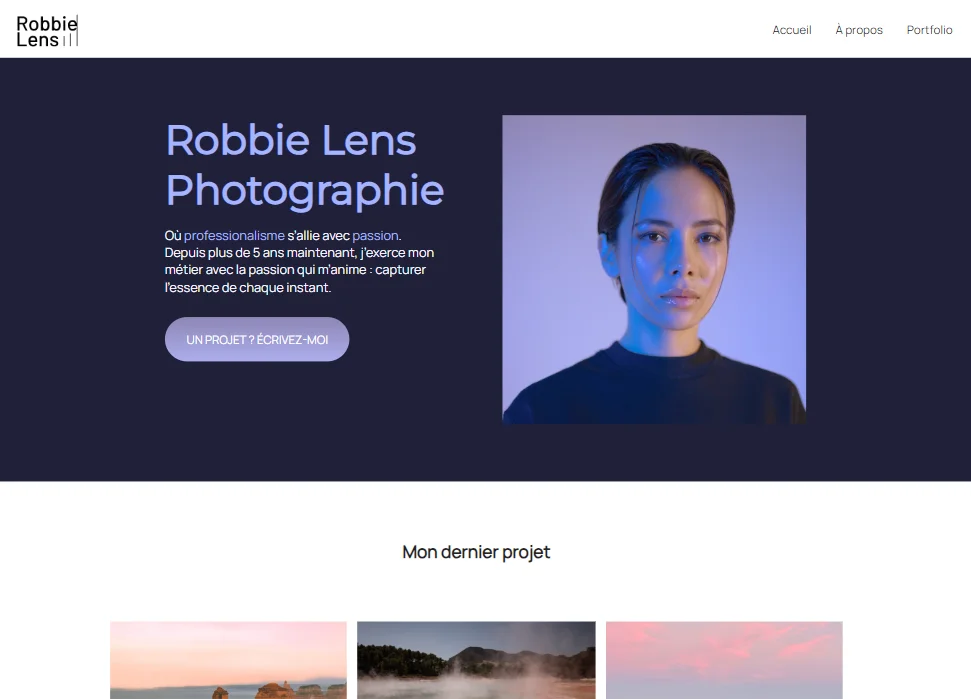 Robbie
Lens
Accueil
À propos
Portfolio
Robbie Lens
Photographie
Où professionalisme s'allie avec passion.
Depuis plus de 5 ans maintenant, j'exerce mon
métier avec la passion qui m'anime : capturer
l'essence de chaque instant.
UN PROJET ? ÉCRIVEZ-MOI
Mon dernier projet